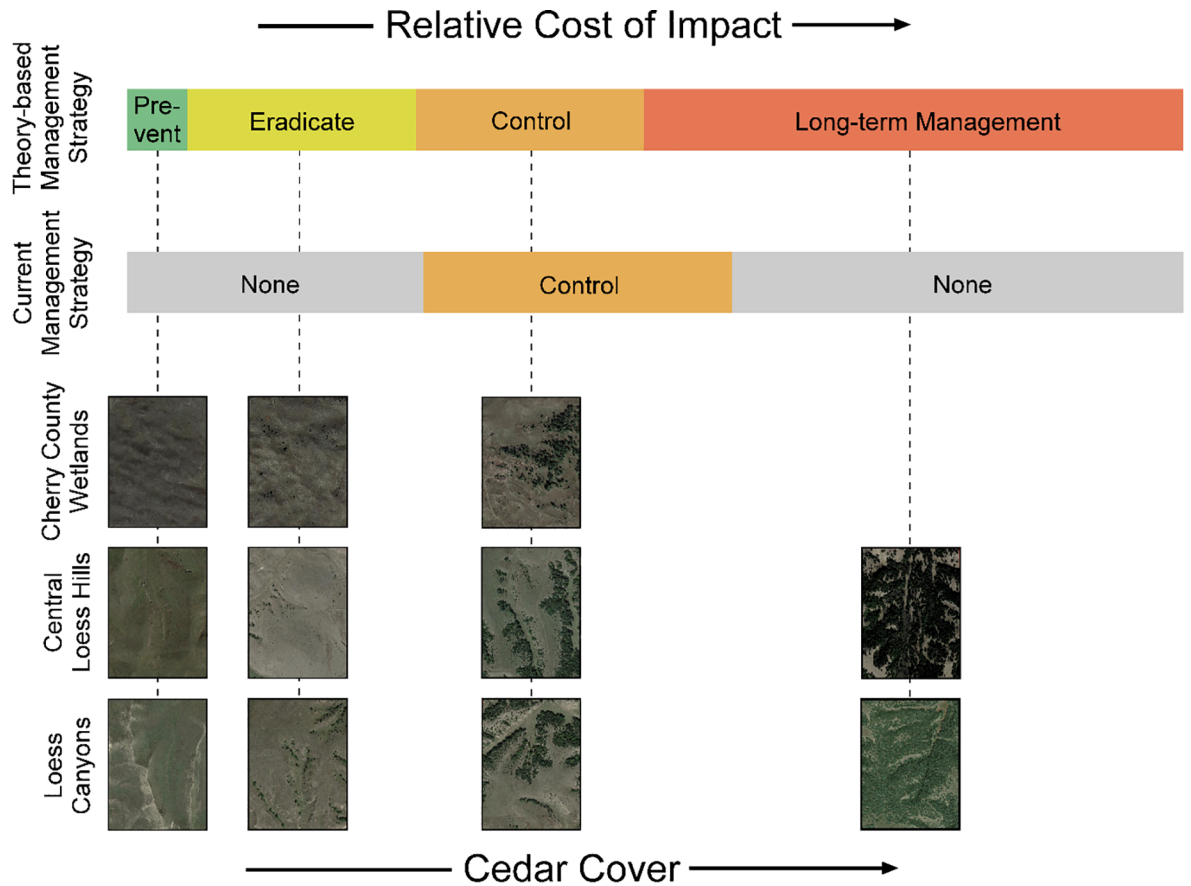 Relative Cost of Impact
Theory-based
Management
Strategy
Pre-
vent
Eradicate
Control
Long-term Management
Current
Management
Strategy
None
Control
None
Cherry County
Wetlands
Central
Loess Hills
Loess
Canyons
Cedar Cover